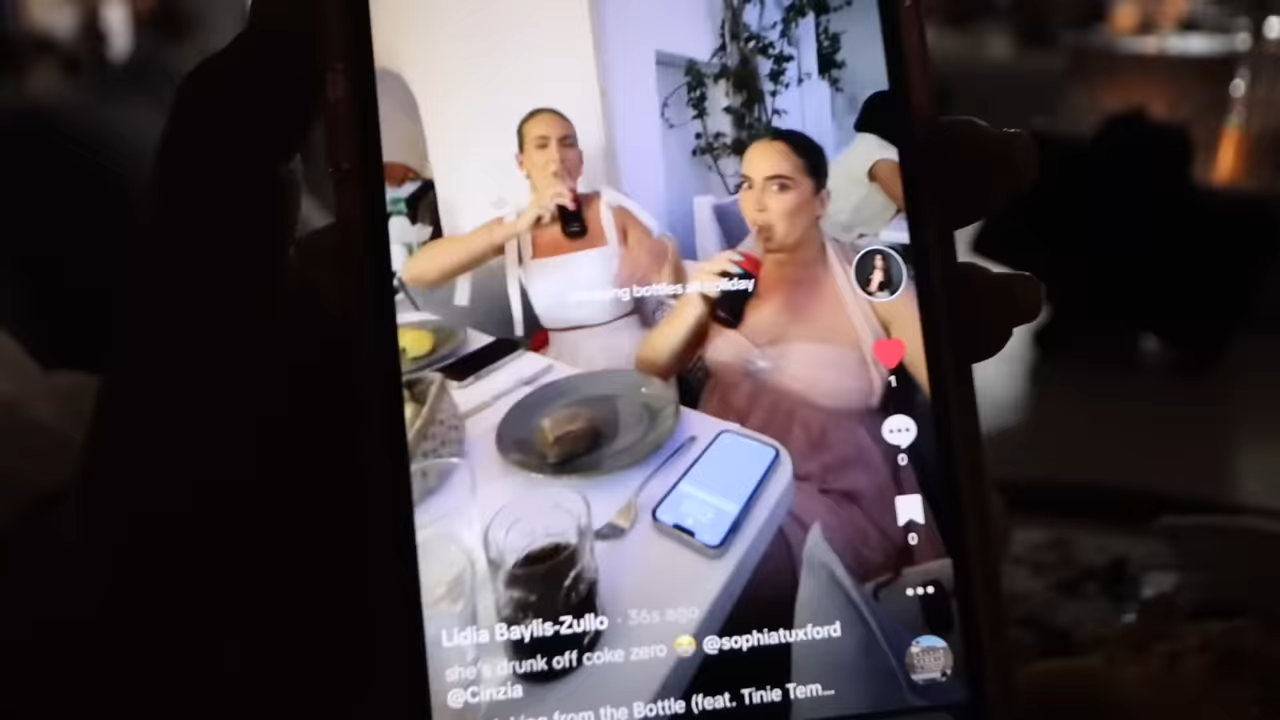 bottles
holiday
1
0
0
Lidia Baylis-Zullo · 36s ago
she's drunk off coke zero 😂 @sophiatuxford
@Cinzia
from the Bottle (feat. Tinie Tem...